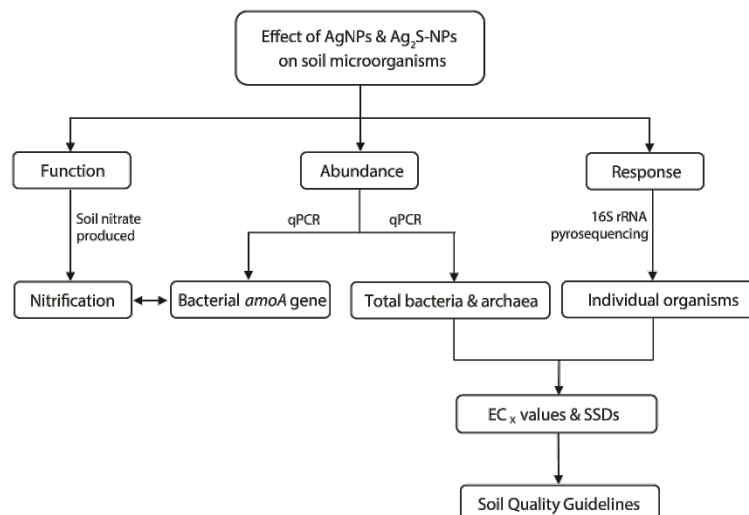 Effect of AgNPs & Ag₂S-NPs
on soil microorganisms
Function
Abundance
Response
Soil nitrate
produced
qPCR
qPCR
16S rRNA
pyrosequencing
Nitrification
Bacterial amoA gene
Total bacteria & archaea
Individual organisms
ECₓ values & SSDs
Soil Quality Guidelines